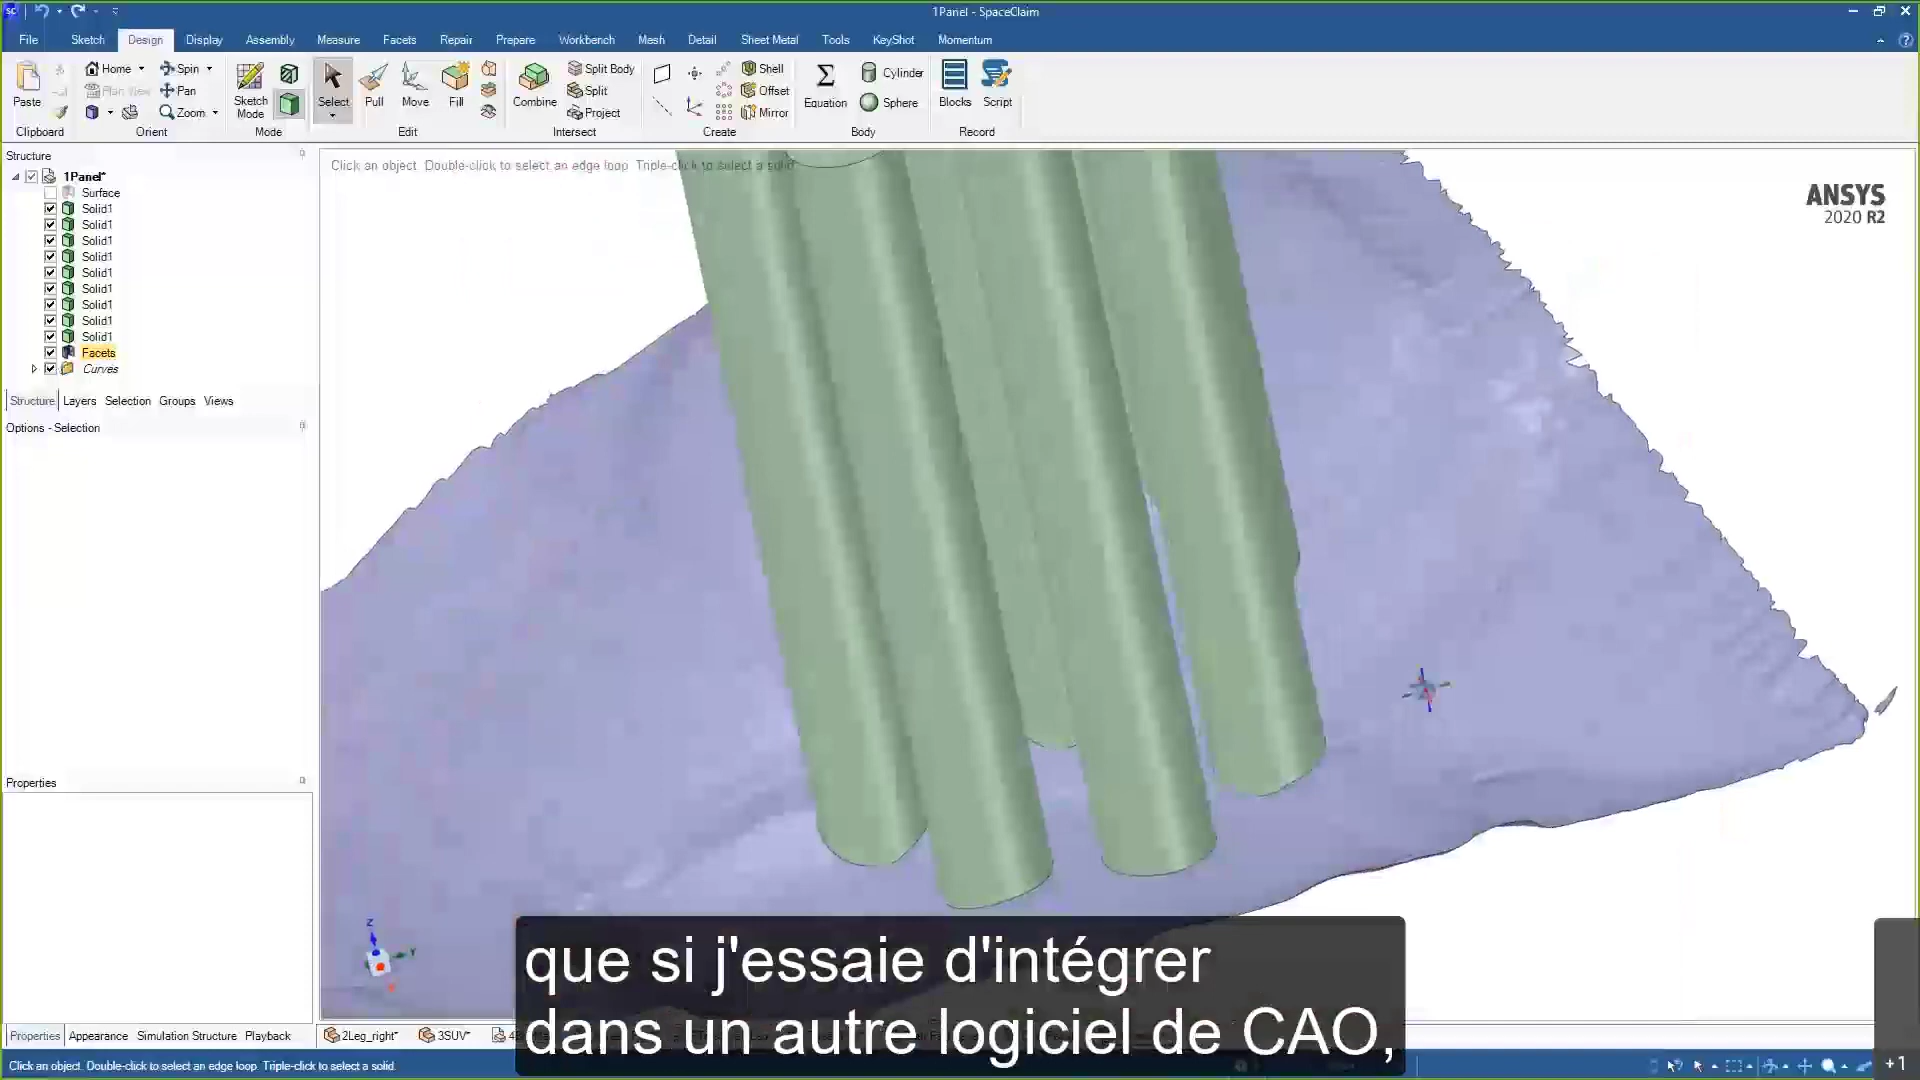 1Panel - SpaceClaim
File Sketch Design Display Assembly Measure Facets Repair Prepare Workbench Mesh Detail Sheet Metal Tools KeyShot Momentum
Home Spin Split Body Shell Cylinder
Plan View Pan Split Offset
Paste Sketch Mode Select Pull Move Fill Combine Equation Sphere Blocks Script
Zoom Project Mirror
Clipboard Orient Mode Edit Intersect Create Body Record
Structure
Click an object. Double-click to select an edge loop. Triple-click to select a solid.
1Panel*
Surface
Solid1
Solid1
Solid1
Solid1
Solid1
Solid1
Solid1
Solid1
Solid1
Facets
Curves
ANSYS
2020 R2
Structure Layers Selection Groups Views
Options - Selection
Properties
Z
Y
que si j'essaie d'intégrer
dans un autre logiciel de CAO,
Properties Appearance Simulation Structure Playback
2Leg_right* 3SUV*
Click an object. Double-click to select an edge loop. Triple-click to select a solid.
+1